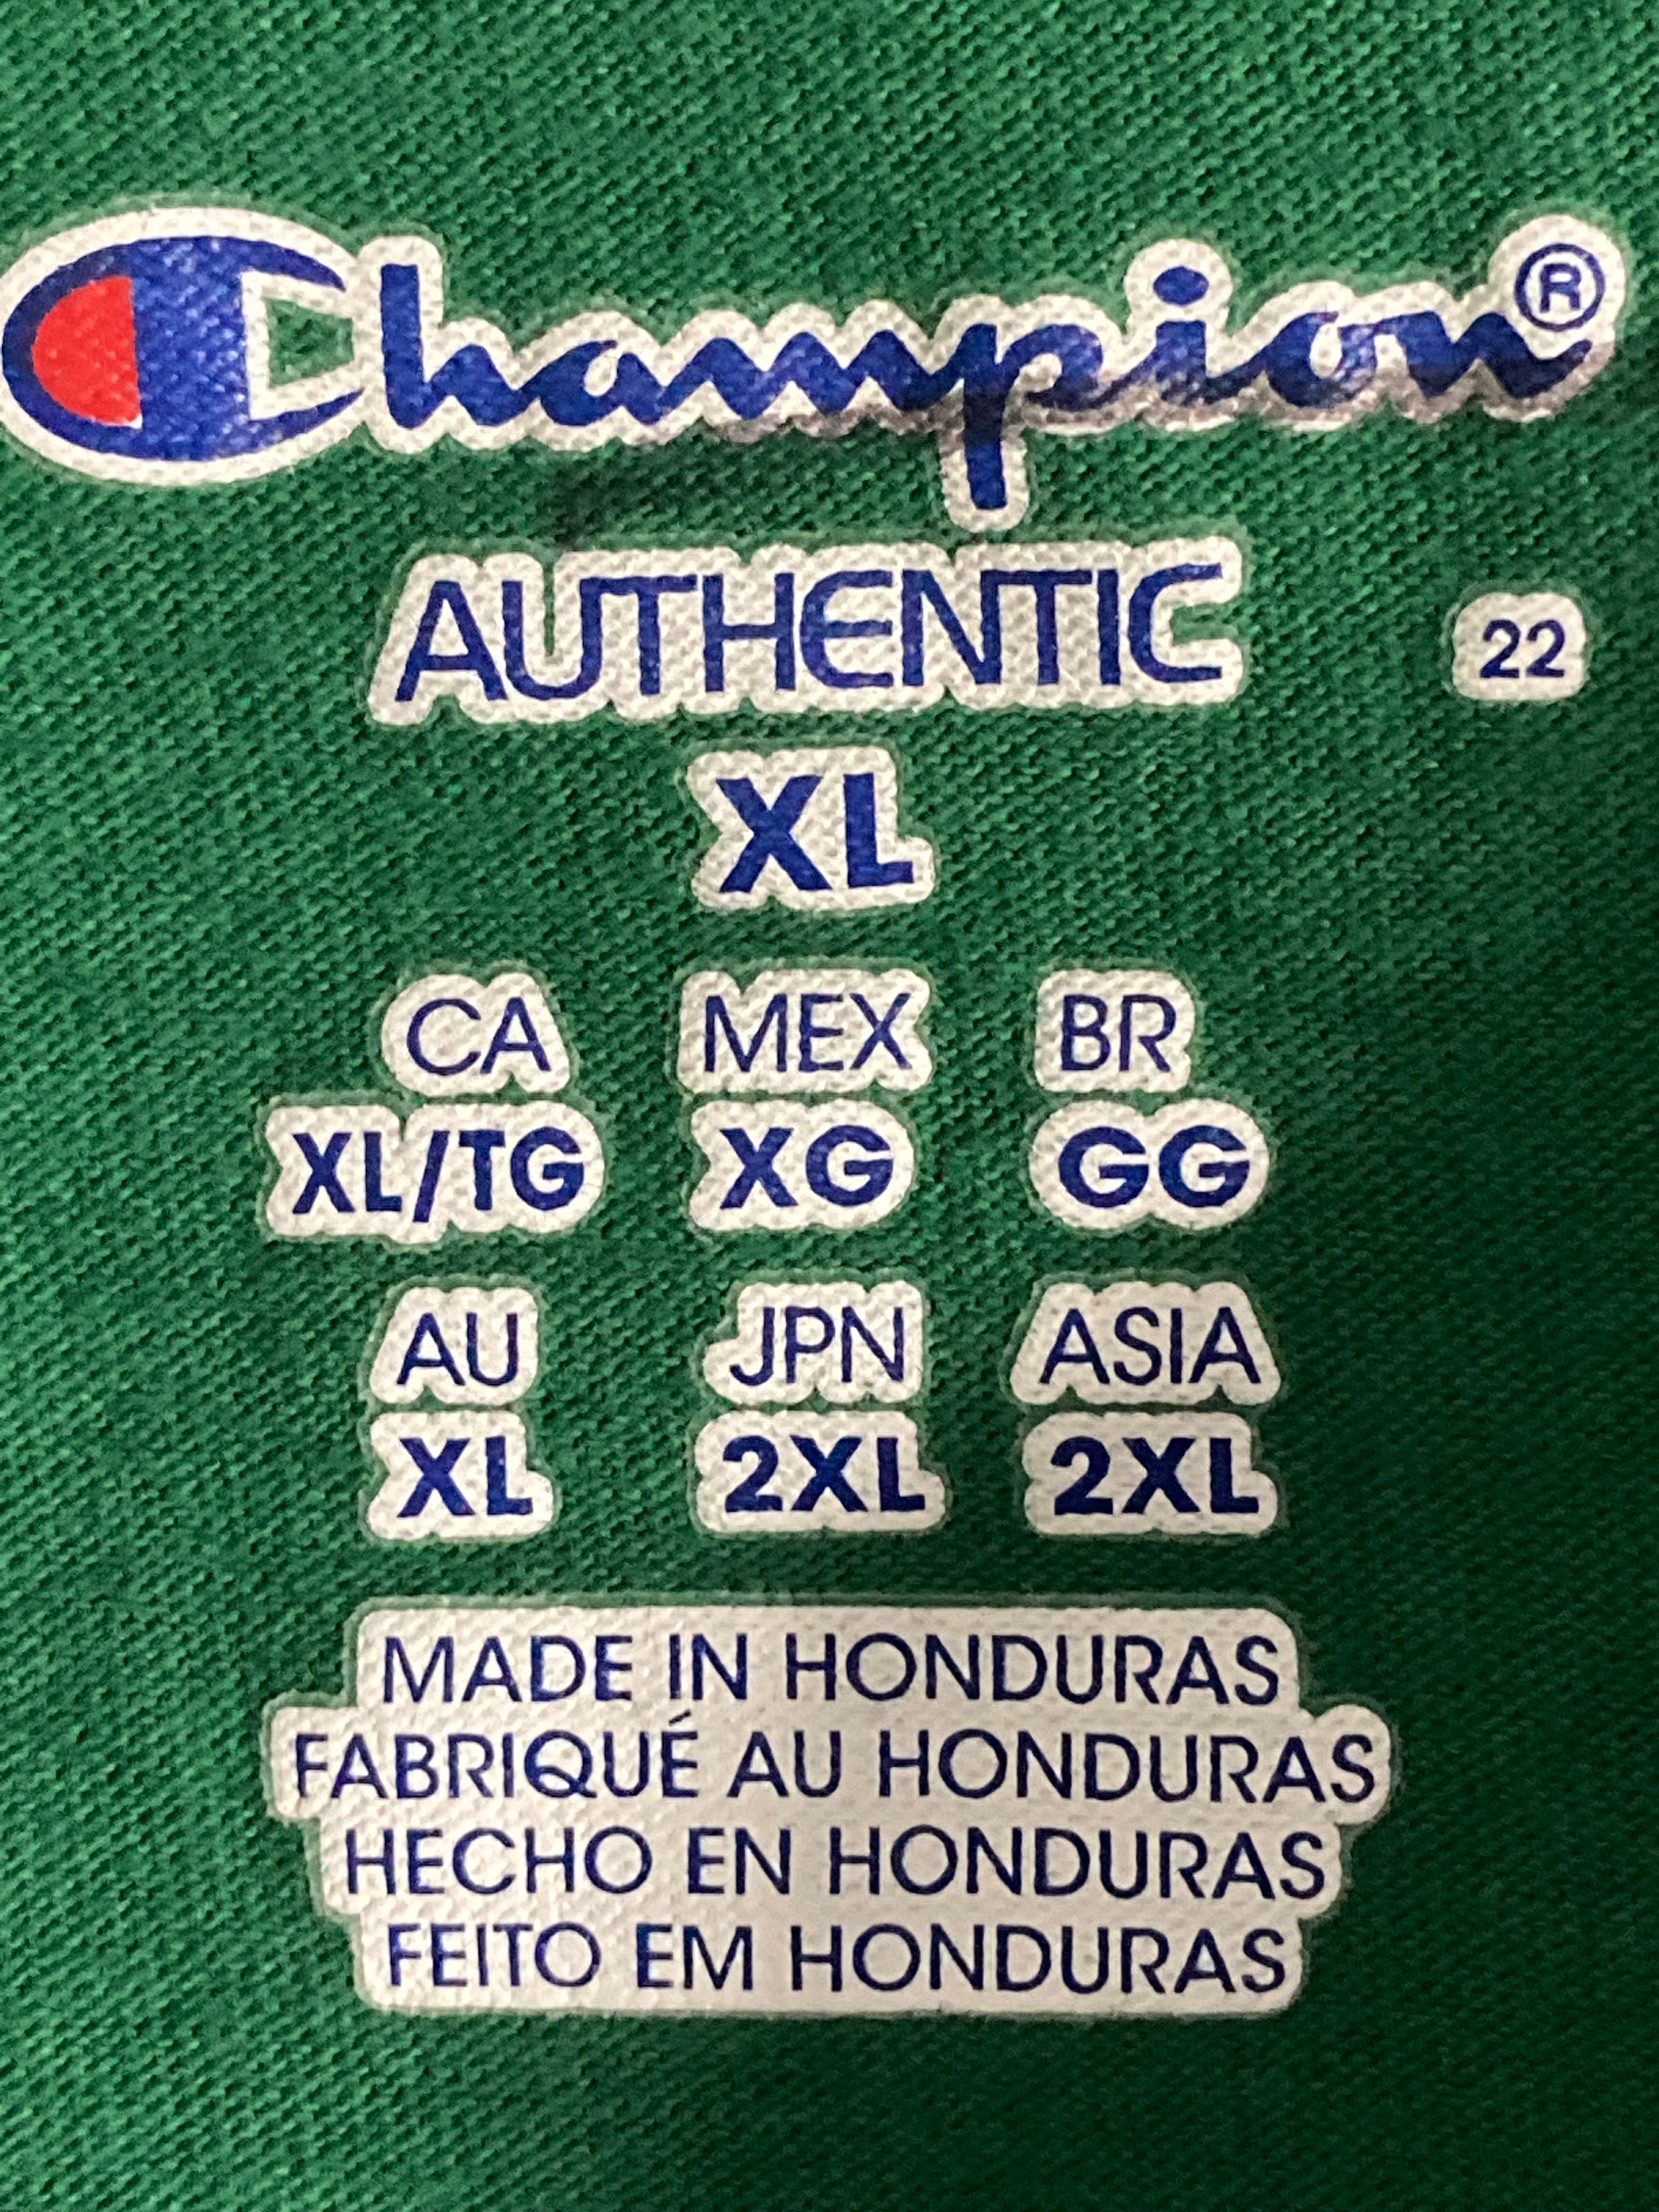 Champion®
AUTHENTIC 22
XL
CA MEX BR
XL/TG XG GG
AU JPN ASIA
XL 2XL 2XL
MADE IN HONDURAS
FABRIQUÉ AU HONDURAS
HECHO EN HONDURAS
FEITO EM HONDURAS